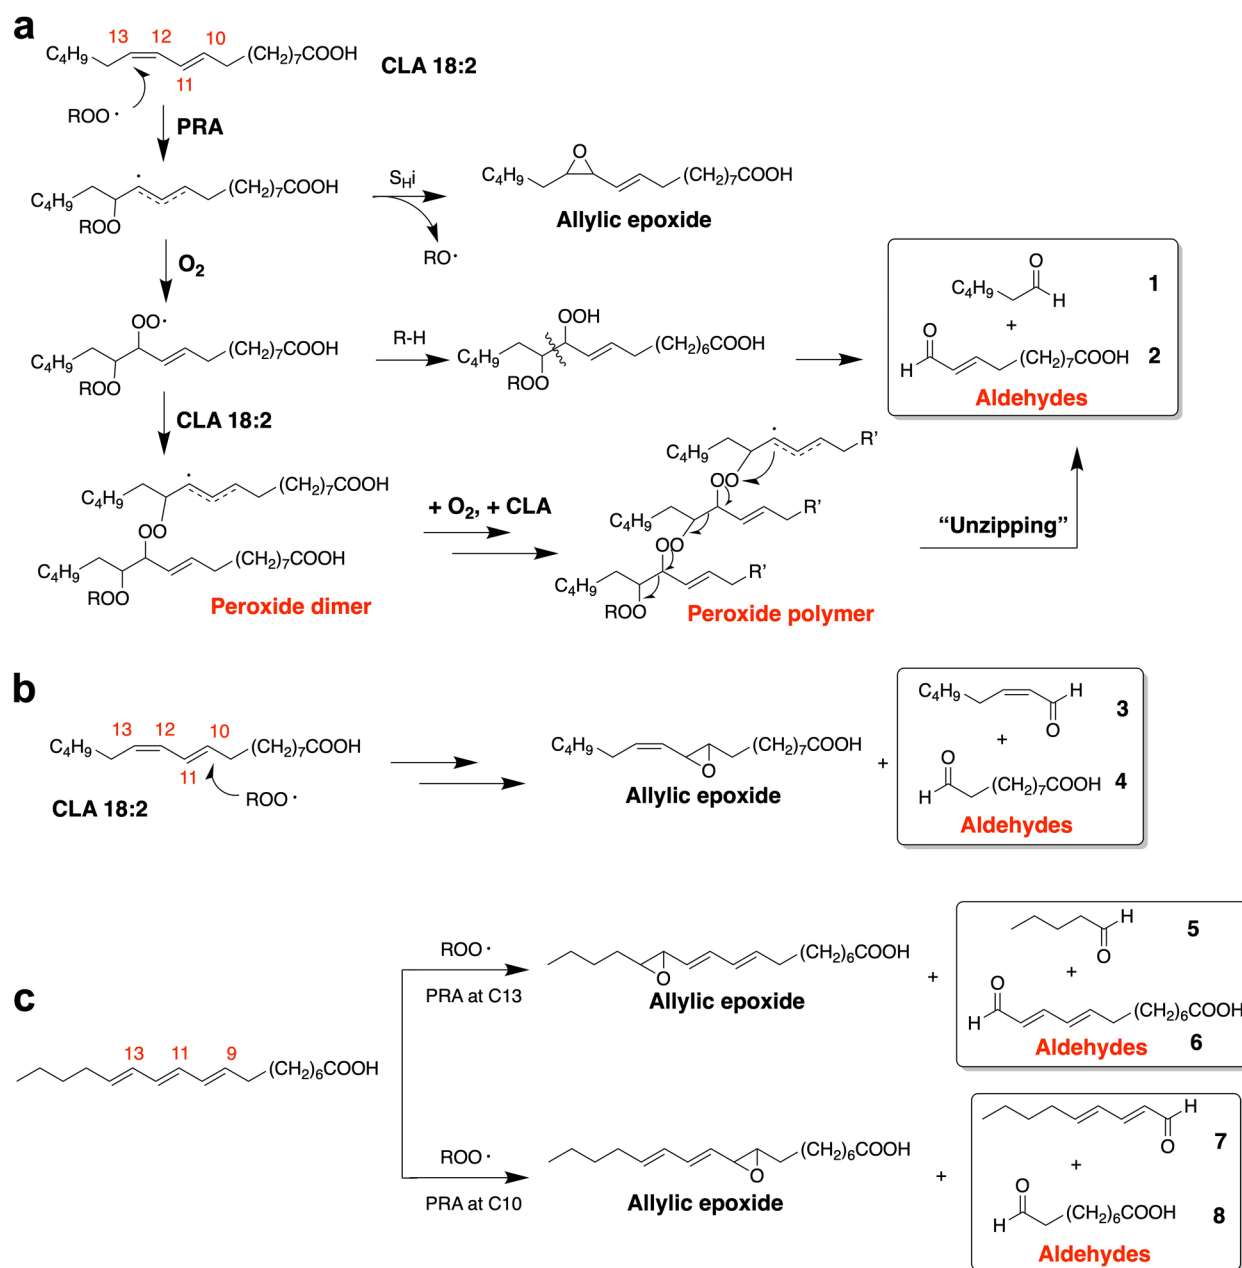 a
13 12 10
C4H9 (CH2)7COOH
11
CLA 18:2
ROO·
PRA
C4H9 (CH2)7COOH
ROO
SHi
RO·
O
C4H9 (CH2)7COOH
Allylic epoxide
O2
OO·
C4H9 (CH2)7COOH
ROO
R-H
OOH
C4H9 (CH2)6COOH
ROO
O
C4H9 H 1
+
O
H (CH2)7COOH 2
Aldehydes
CLA 18:2
C4H9 (CH2)7COOH
OO
C4H9 (CH2)7COOH
ROO
Peroxide dimer
+ O2, + CLA
C4H9 R'
OO
C4H9 R'
OO
C4H9 R'
ROO
Peroxide polymer
“Unzipping”
b
13 12 10
C4H9 (CH2)7COOH
11
ROO·
CLA 18:2
C4H9 (CH2)7COOH
O
Allylic epoxide
+
C4H9 H 3
O
+
O
H (CH2)7COOH 4
Aldehydes
c
13 11 9
(CH2)6COOH
ROO·
PRA at C13
(CH2)6COOH
O
Allylic epoxide
+
H 5
O
+
O
H (CH2)6COOH
Aldehydes 6
ROO·
PRA at C10
(CH2)6COOH
O
Allylic epoxide
+
H 7
O
+
O
H (CH2)6COOH 8
Aldehydes